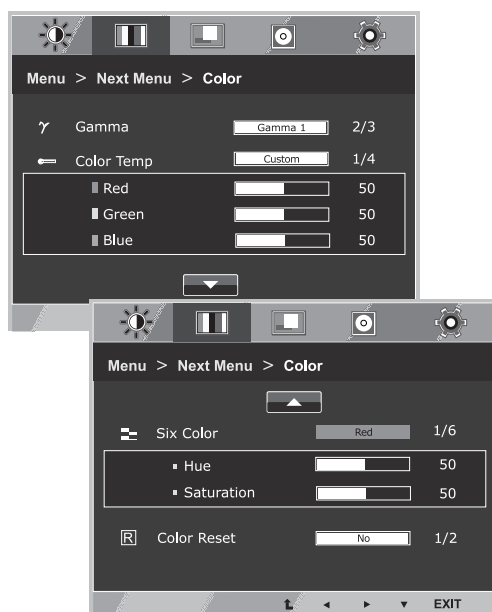 Menu > Next Menu > Color
γ Gamma Gamma 1 2/3
Color Temp Custom 1/4
Red 50
Green 50
Blue 50
Menu > Next Menu > Color
Six Color Red 1/6
Hue 50
Saturation 50
R Color Reset No 1/2
EXIT